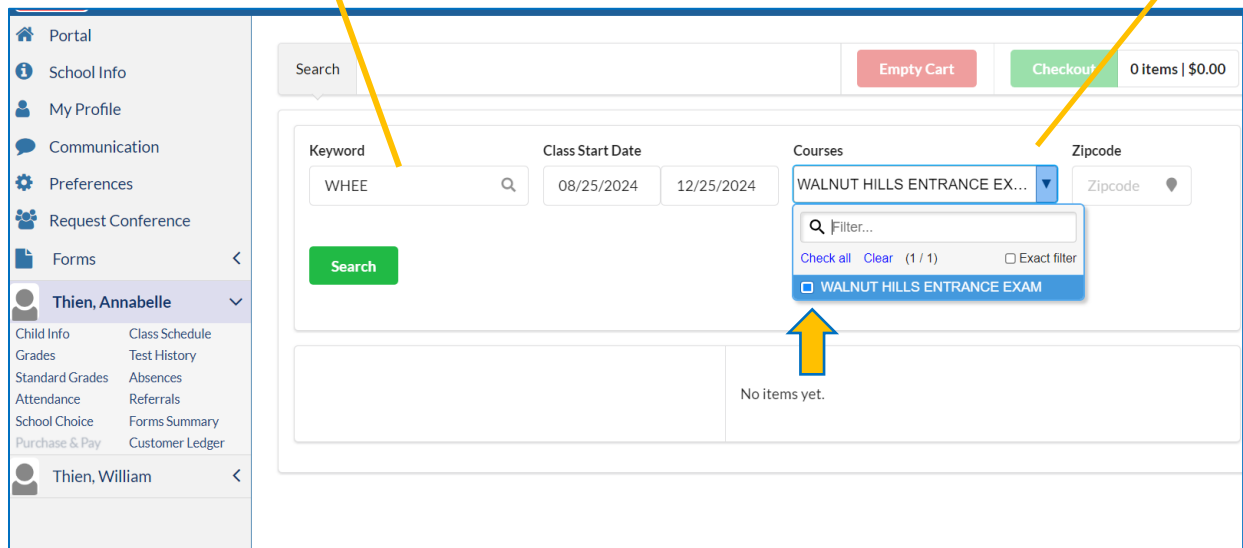 Portal
School Info
My Profile
Communication
Preferences
Request Conference
Forms
Thien, Annabelle
Child Info Class Schedule
Grades Test History
Standard Grades Absences
Attendance Referrals
School Choice Forms Summary
Purchase & Pay Customer Ledger
Thien, William
Search
Empty Cart
Checkout
0 items | $0.00
Keyword
WHEE
Class Start Date
08/25/2024 12/25/2024
Courses
WALNUT HILLS ENTRANCE EX...
Filter...
Check all Clear (1 / 1) Exact filter
WALNUT HILLS ENTRANCE EXAM
Zipcode
Zipcode
Search
No items yet.